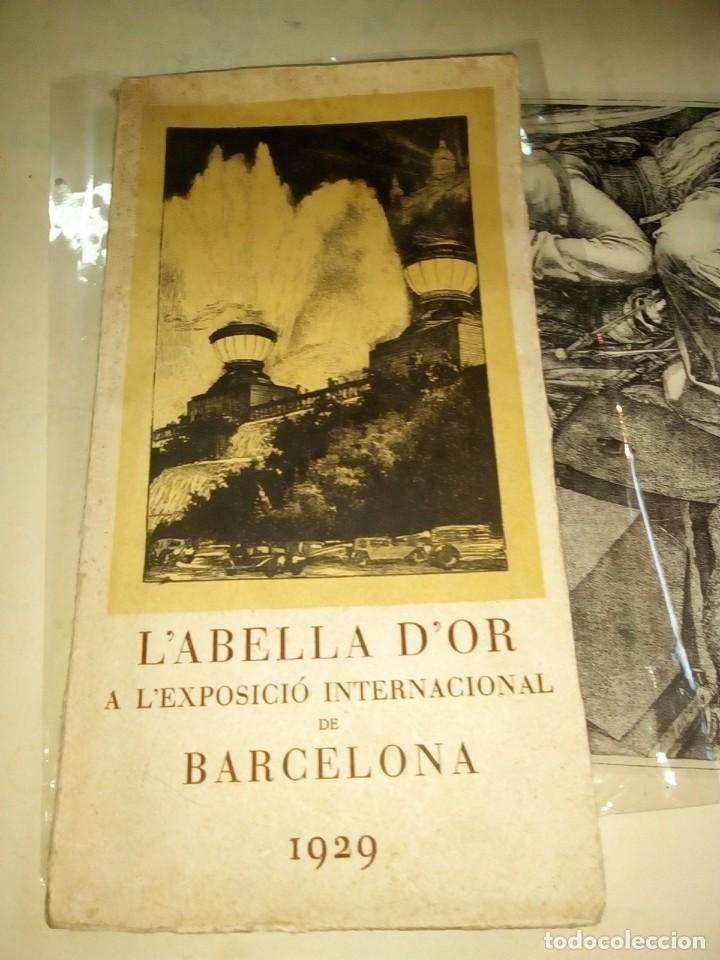 L'ABELLA D'OR
A L'EXPOSICIÓ INTERNACIONAL
DE
BARCELONA
1929
todocoleccion